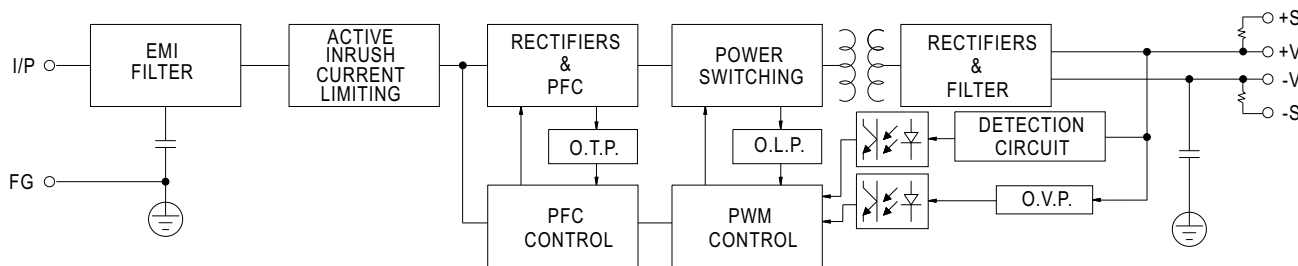 I/P
EMI
FILTER
ACTIVE
INRUSH
CURRENT
LIMITING
RECTIFIERS
&
PFC
POWER
SWITCHING
RECTIFIERS
&
FILTER
+S
+V
-V
-S
O.T.P.
O.L.P.
DETECTION
CIRCUIT
FG
PFC
CONTROL
PWM
CONTROL
O.V.P.